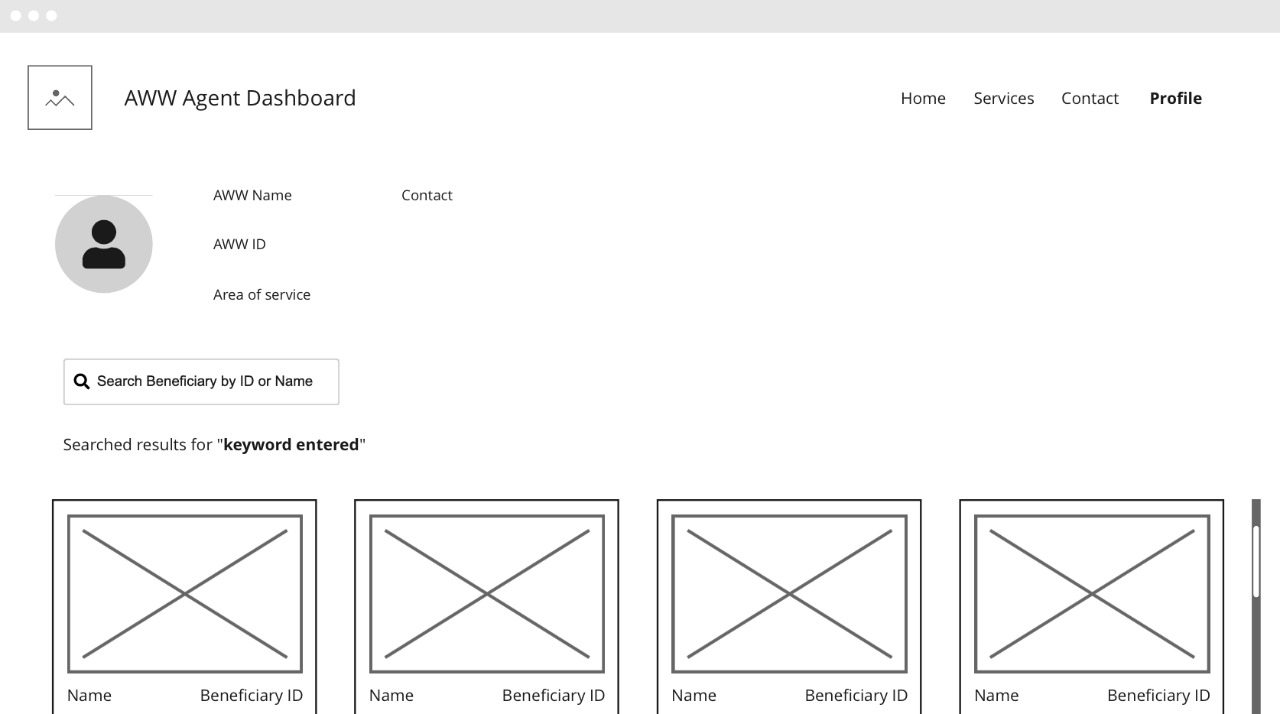 AWW Agent Dashboard
Home Services Contact Profile
AWW Name Contact
AWW ID
Area of service
Search Beneficiary by ID or Name
Searched results for "keyword entered"
Name Beneficiary ID Name Beneficiary ID Name Beneficiary ID Name Beneficiary ID